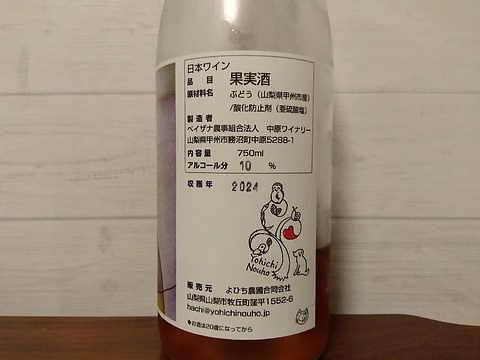 日本ワイン
品目 果実酒
原材料名 ぶどう（山梨県甲州市産）
/酸化防止剤（亜硫酸塩）
製造者
ペイザナ農事組合法人 中原ワイナリー
山梨県甲州市勝沼町中原5288-1
内容量 750ml
アルコール分 10 %
収穫年 2024
Yohichi
Nouho
販売元 よひち農圃合同会社
山梨県山梨市牧丘町窪平1552-6
hachi@yohichinouho.jp
◆お酒は20歳になってから